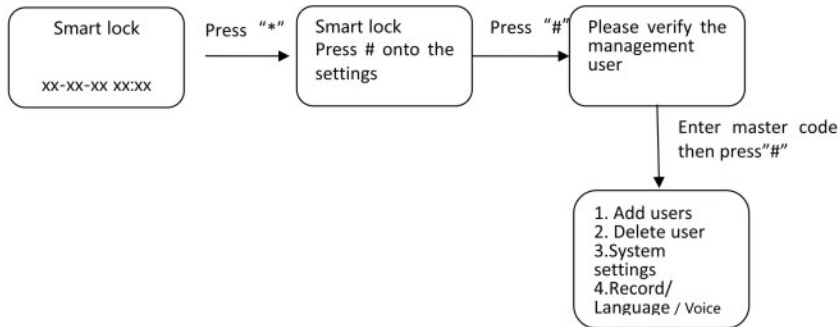 Smart lock
xx-xx-xx xx:xx
Press “*”
Smart lock
Press # onto the
settings
Press “#”
Please verify the
management
user
Enter master code
then press”#”
1. Add users
2. Delete user
3.System
settings
4.Record/
Language / Voice